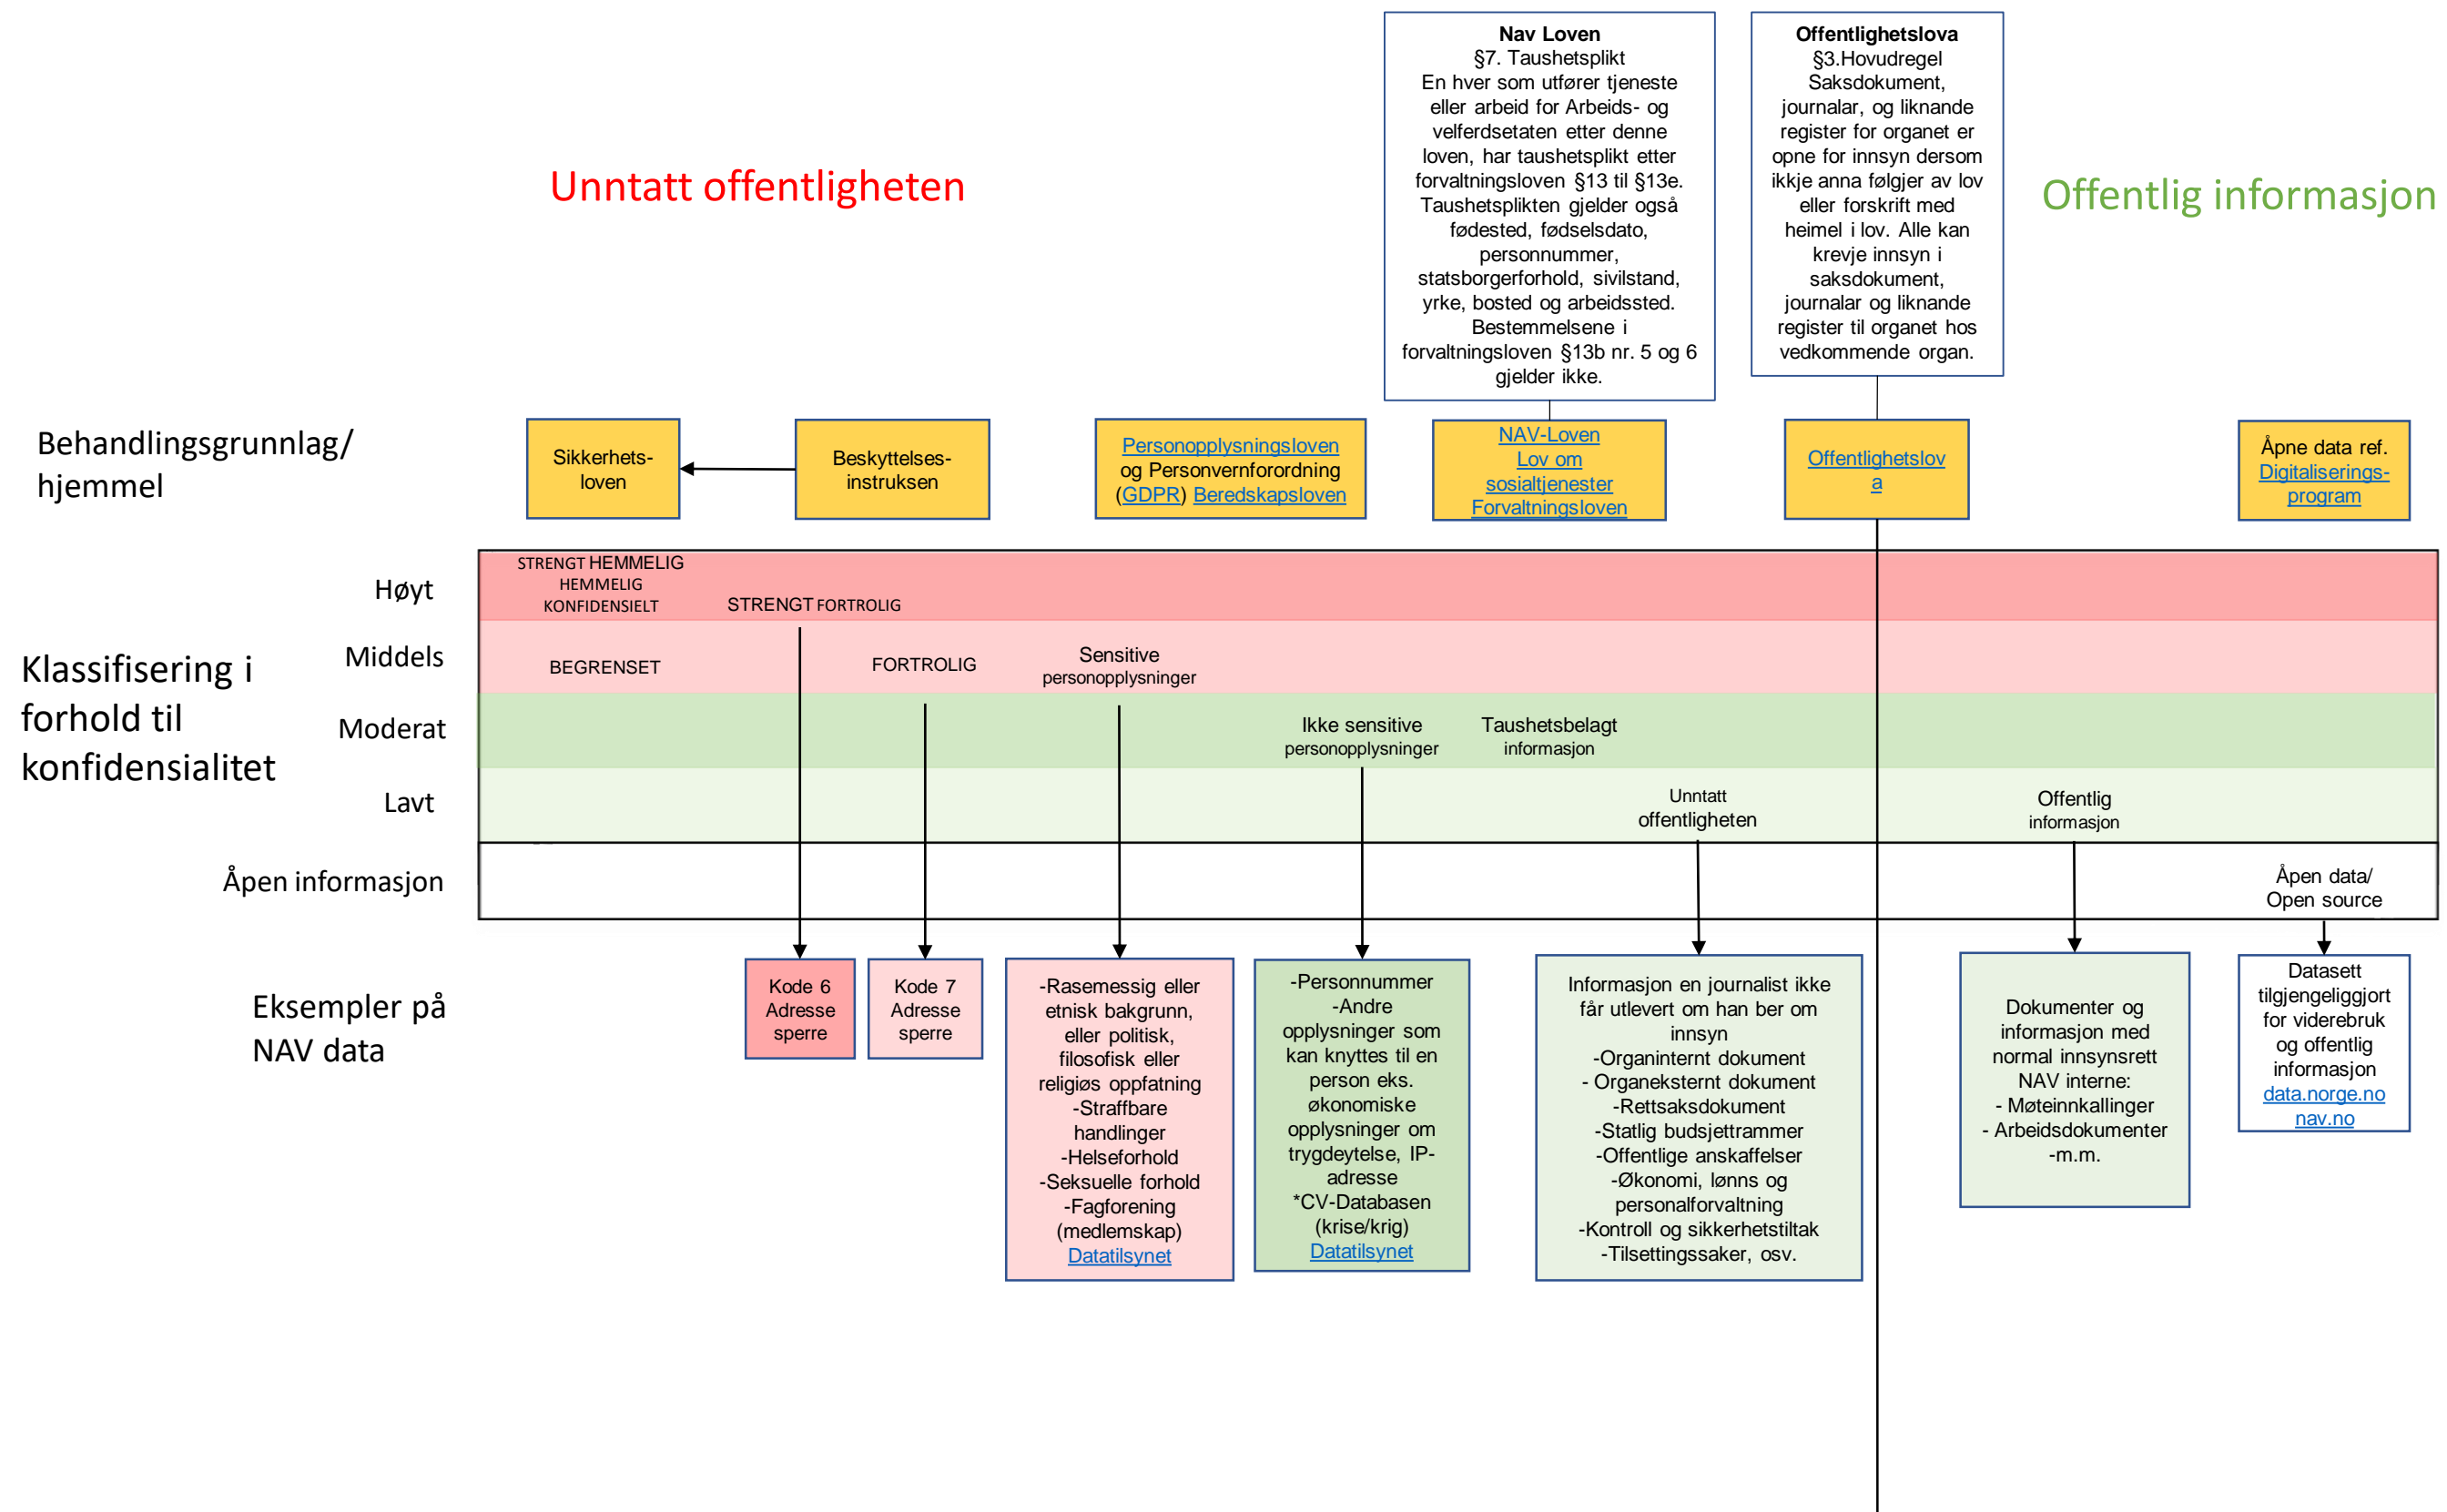 Nav Loven
§7. Taushetsplikt
En hver som utfører tjeneste
eller arbeid for Arbeids- og
velferdsetaten etter denne
loven, har taushetsplikt etter
forvaltningsloven §13 til §13e.
Taushetsplikten gjelder også
fødested, fødselsdato,
personnummer,
statsborgerforhold, sivilstand,
yrke, bosted og arbeidssted.
Bestemmelsene i
forvaltningsloven §13b nr. 5 og 6
gjelder ikke.
Offentlighetslova
§3.Hovudregel
Saksdokument,
journalar, og liknande
register for organet er
opne for innsyn dersom
ikkje anna følgjer av lov
eller forskrift med
heimel i lov. Alle kan
krevje innsyn i
saksdokument,
journalar og liknande
register til organet hos
vedkommende organ.
Unntatt offentligheten
Offentlig informasjon
Behandlingsgrunnlag/
hjemmel
Sikkerhets-
loven
Beskyttelses-
instruksen
Personopplysningsloven
og Personvernforordning
(GDPR) Beredskapsloven
NAV-Loven
Lov om
sosialtjenester
Forvaltningsloven
Offentlighetslov
a
Åpne data ref.
Digitaliserings-
program
Klassifisering i
forhold til
konfidensialitet
Høyt
STRENGT HEMMELIG
HEMMELIG
KONFIDENSIELT
STRENGT FORTROLIG
Middels
BEGRENSET
FORTROLIG
Sensitive
personopplysninger
Moderat
Ikke sensitive
personopplysninger
Taushetsbelagt
informasjon
Lavt
Unntatt
offentligheten
Offentlig
informasjon
Åpen informasjon
Åpen data/
Open source
Eksempler på
NAV data
Kode 6
Adresse
sperre
Kode 7
Adresse
sperre
-Rasemessig eller
etnisk bakgrunn,
eller politisk,
filosofisk eller
religiøs oppfatning
-Straffbare
handlinger
-Helseforhold
-Seksuelle forhold
-Fagforening
(medlemskap)
Datatilsynet
-Personnummer
-Andre
opplysninger som
kan knyttes til en
person eks.
økonomiske
opplysninger om
trygdeytelse, IP-
adresse
*CV-Databasen
(krise/krig)
Datatilsynet
Informasjon en journalist ikke
får utlevert om han ber om
innsyn
-Organinternt dokument
- Organeksternt dokument
-Rettsaksdokument
-Statlig budsjettrammer
-Offentlige anskaffelser
-Økonomi, lønns og
personalforvaltning
-Kontroll og sikkerhetstiltak
-Tilsettingssaker, osv.
Dokumenter og
informasjon med
normal innsynsrett
NAV interne:
- Møteinnkallinger
- Arbeidsdokumenter
-m.m.
Datasett
tilgjengeliggjort
for viderebruk
og offentlig
informasjon
data.norge.no
nav.no